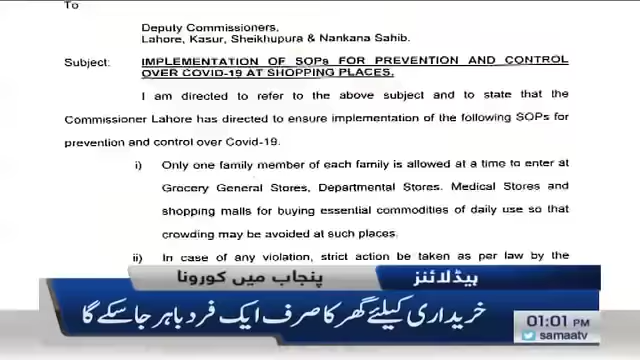 To
Deputy Commissioners,
Lahore, Kasur, Sheikhupura & Nankana Sahib.
Subject: IMPLEMENTATION OF SOPs FOR PREVENTION AND CONTROL
OVER COVID-19 AT SHOPPING PLACES.
I am directed to refer to the above subject and to state that the
Commissioner Lahore has directed to ensure implementation of the following SOPs for
prevention and control over Covid-19.
i) Only one family member of each family is allowed at a time to enter at
Grocery General Stores, Departmental Stores. Medical Stores and
shopping malls for buying essential commodities of daily use so that
crowding may be avoided at such places.
ii) In case of any violation, strict action be taken as per law by the
ہیڈلائنز پنجاب میں کورونا
خریداری کیلئے گھر کا صرف ایک فرد باہر جا سکے گا
01:01 PM
samaatv